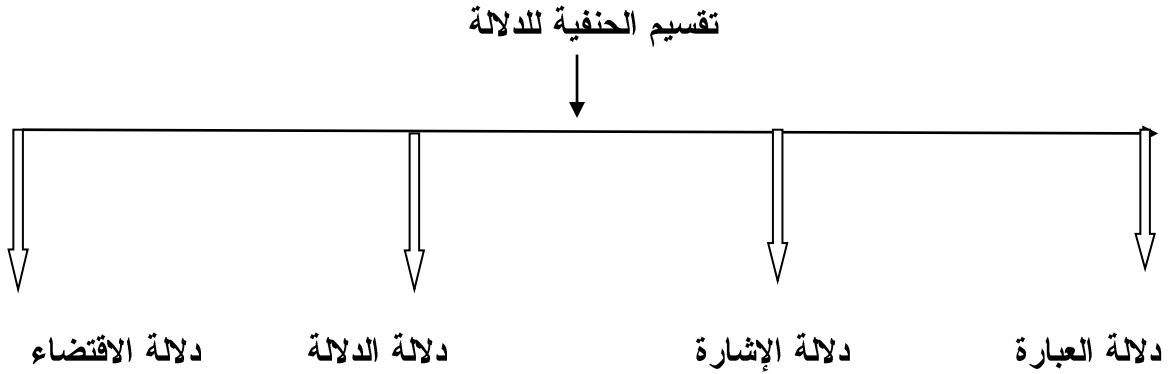 تقسيم الحنفية للدلالة
دلالة العبارة دلالة الإشارة دلالة الدلالة دلالة الاقتضاء